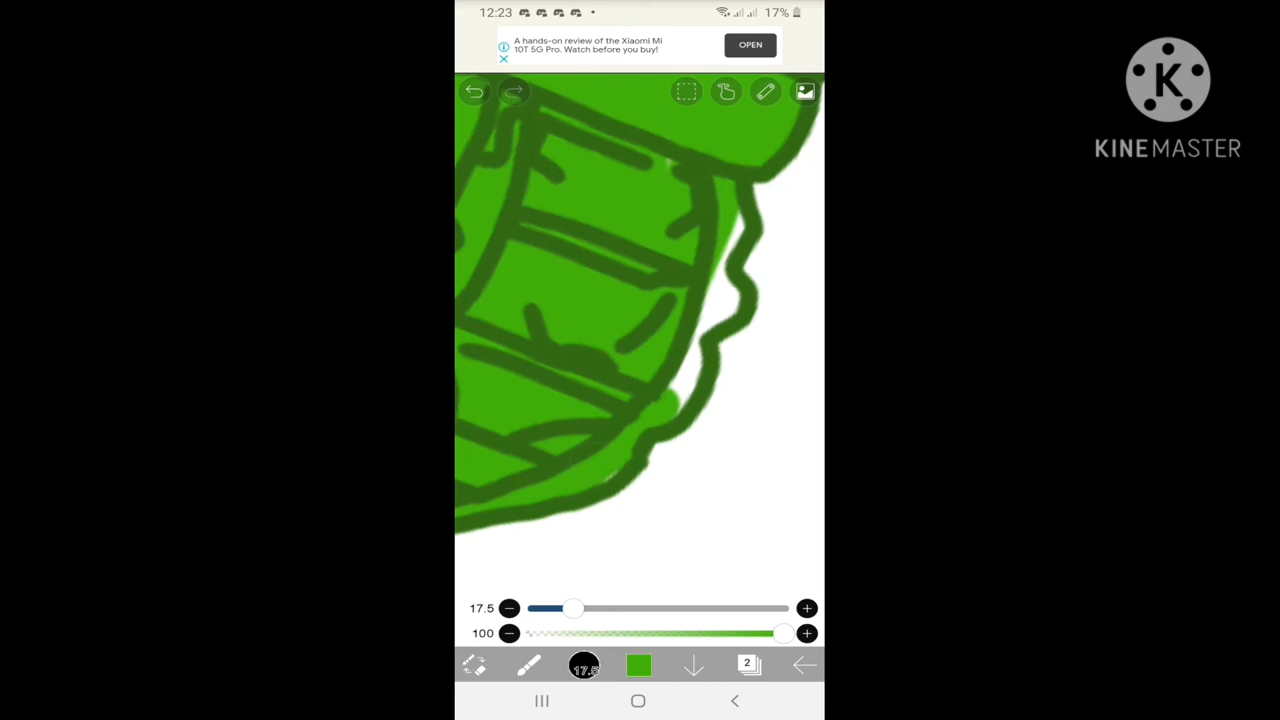 12:23
17%
A hands-on review of the Xiaomi Mi
10T 5G Pro. Watch before you buy!
OPEN
K
KINEMASTER
17.5
100
17.5
2